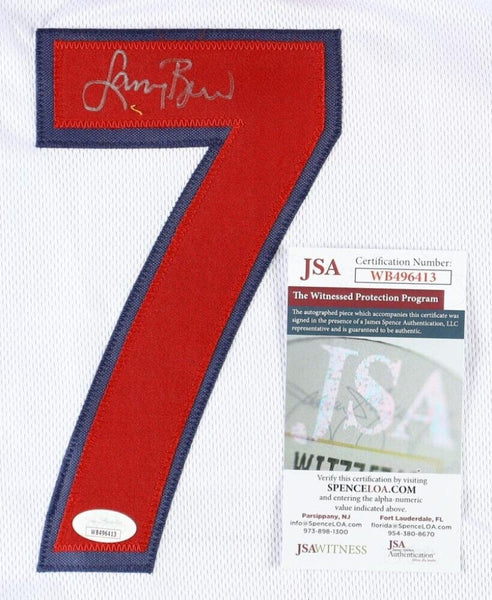 Larry Bird
7
JSA
Certification Number:
WB496413
The Witnessed Protection Program
The autographed piece which accompanies this certificate was
signed in the presence of a James Spence Authentication, LLC
representative and is guaranteed to be authentic.
JSA
Verify this certification by visiting
SPENCELOA.COM
and entering the alpha-numeric
value indicated above.
Parsippany, NJ
info@SpenceLOA.com
973-898-1300
Fort Lauderdale, FL
florida@SpenceLOA.com
954-380-8670
JSAWITNESS
JSA
Authentication
WB496413